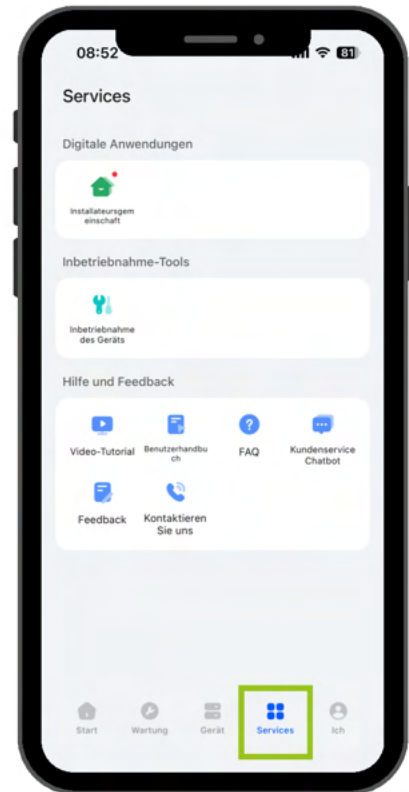 08:52
81
Services
Digitale Anwendungen
Installateursgem
einschaft
Inbetriebnahme-Tools
Inbetriebnahme
des Geräts
Hilfe und Feedback
Video-Tutorial
Benutzerhandbu
ch
FAQ
Kundenservice
Chatbot
Feedback
Kontaktieren
Sie uns
Start
Wartung
Gerät
Services
Ich